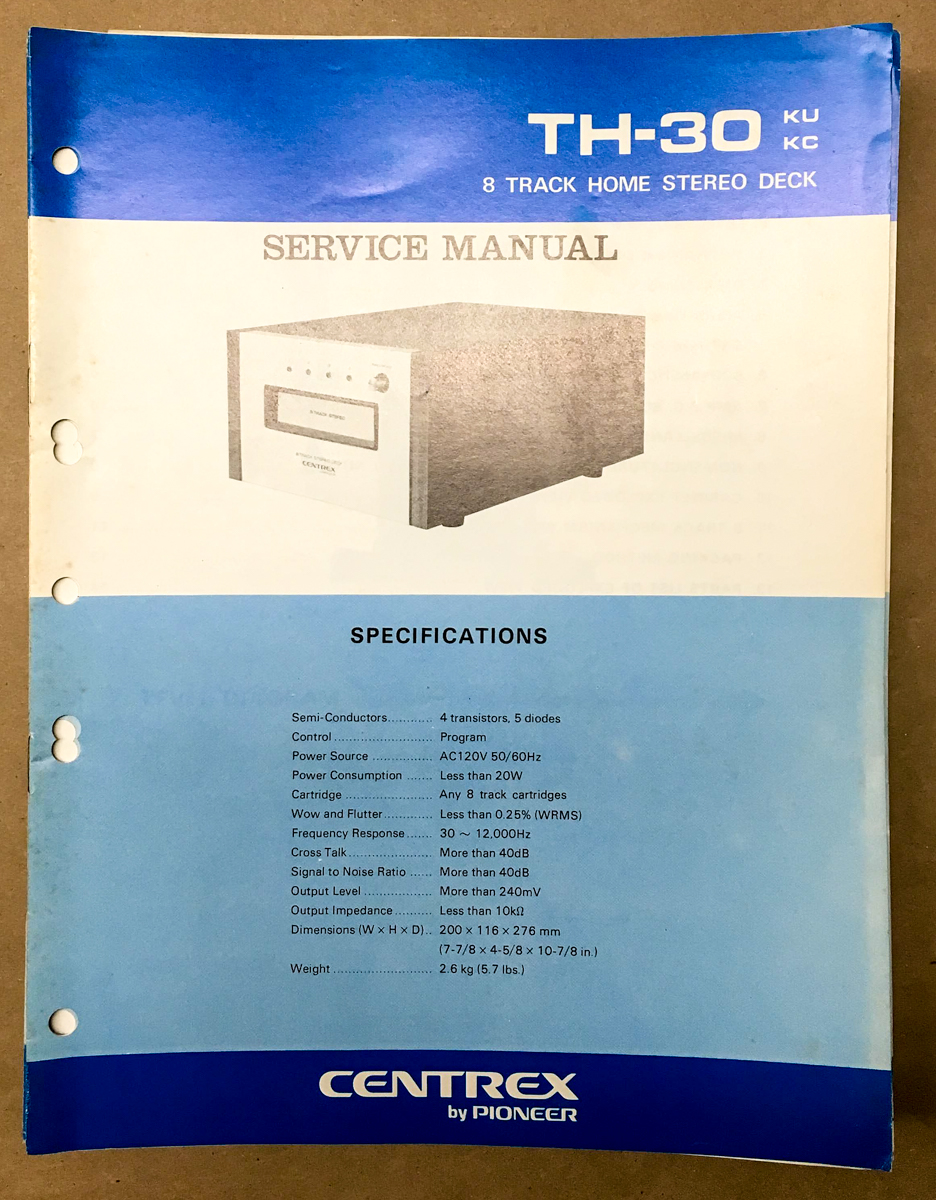 TH-30 KU
KC
8 TRACK HOME STEREO DECK
SERVICE MANUAL
8 TRACK STEREO
CENTREX
SPECIFICATIONS
Semi-Conductors............ 4 transistors, 5 diodes
Control .......................... Program
Power Source ................ AC120V 50/60Hz
Power Consumption ....... Less than 20W
Cartridge ....................... Any 8 track cartridges
Wow and Flutter............. Less than 0.25% (WRMS)
Frequency Response....... 30 ~ 12,000Hz
Cross Talk...................... More than 40dB
Signal to Noise Ratio ...... More than 40dB
Output Level .................. More than 240mV
Output Impedance.......... Less than 10kΩ
Dimensions (W × H × D).. 200 × 116 × 276 mm
(7-7/8 × 4-5/8 × 10-7/8 in.)
Weight .......................... 2.6 kg (5.7 lbs.)
CENTREX
by PIONEER